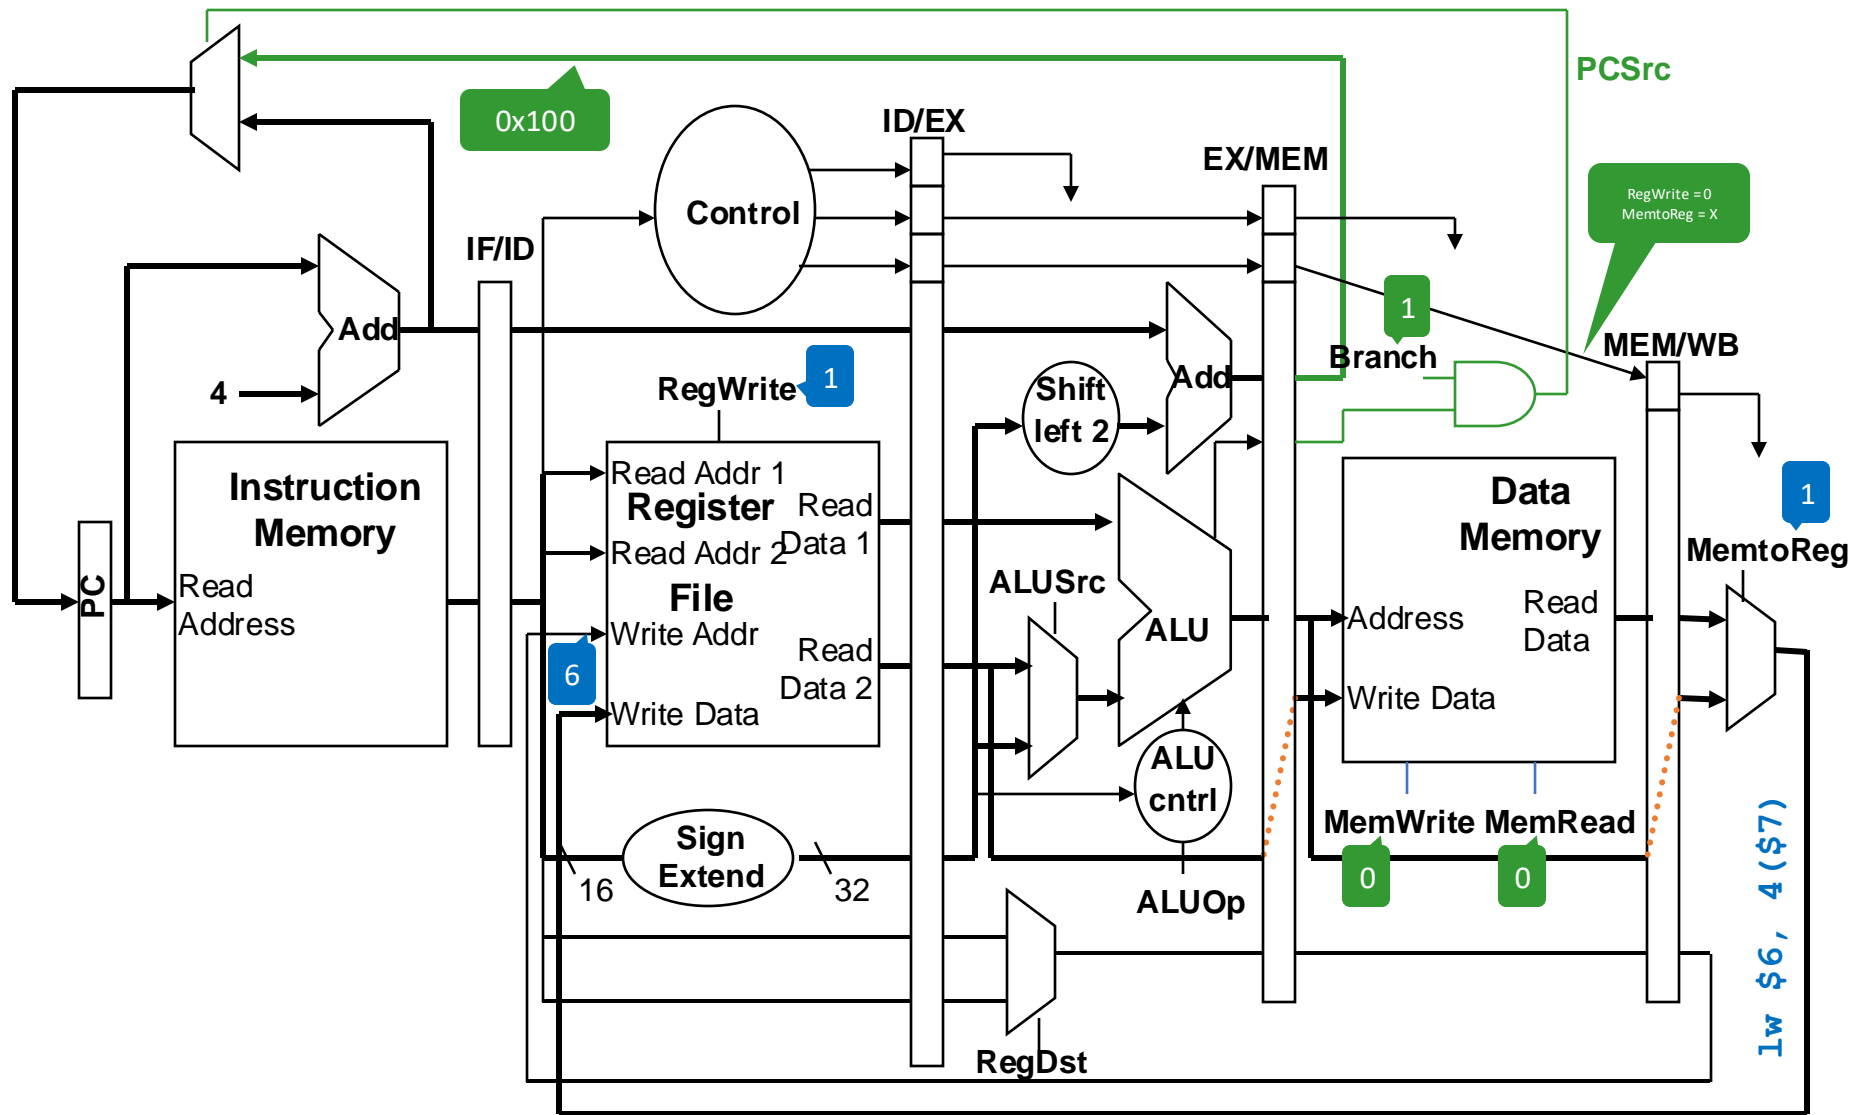 PCSrc
0x100
ID/EX
EX/MEM
RegWrite = 0
MemtoReg = X
Control
IF/ID
1
Branch
MEM/WB
Add
4
RegWrite
1
Shift
left 2
Add
Instruction
Memory
Read
Address
PC
Read Addr 1
Register
Read
Data 1
Read Addr 2
File
Write Addr
6
Read
Data 2
Write Data
ALUSrc
ALU
ALU
cntrl
ALUOp
Data
Memory
Address
Read
Data
Write Data
1
MemtoReg
MemWrite
MemRead
0
0
Sign
Extend
16
32
RegDst
lw $6, 4($7)